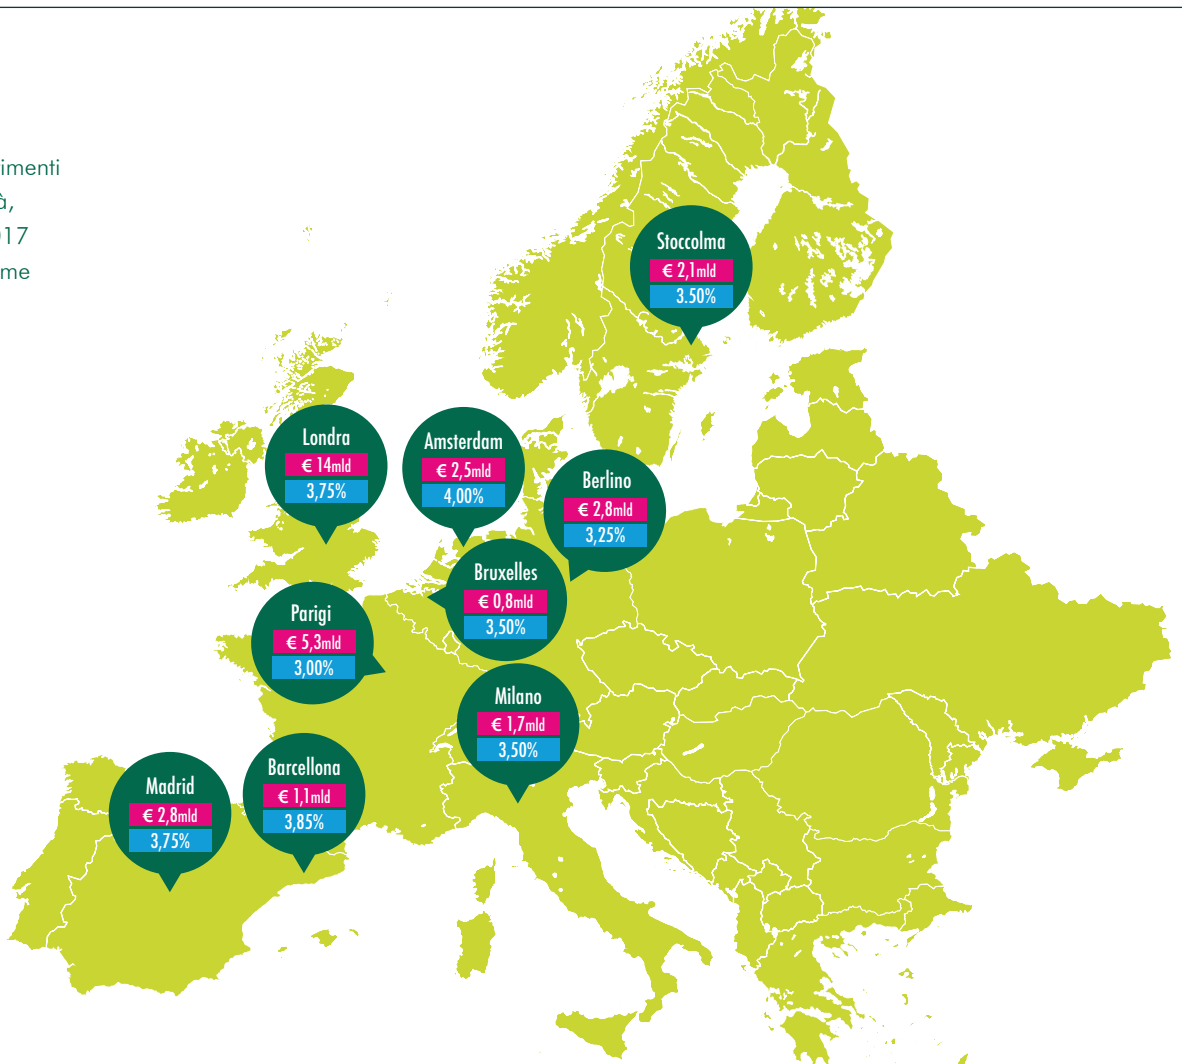 imenti
à,
17
me
Stoccolma
€ 2,1mld
3.50%
Londra
€ 14mld
3,75%
Amsterdam
€ 2,5mld
4,00%
Berlino
€ 2,8mld
3,25%
Bruxelles
€ 0,8mld
3,50%
Parigi
€ 5,3mld
3,00%
Milano
€ 1,7mld
3,50%
Barcellona
€ 1,1mld
3,85%
Madrid
€ 2,8mld
3,75%